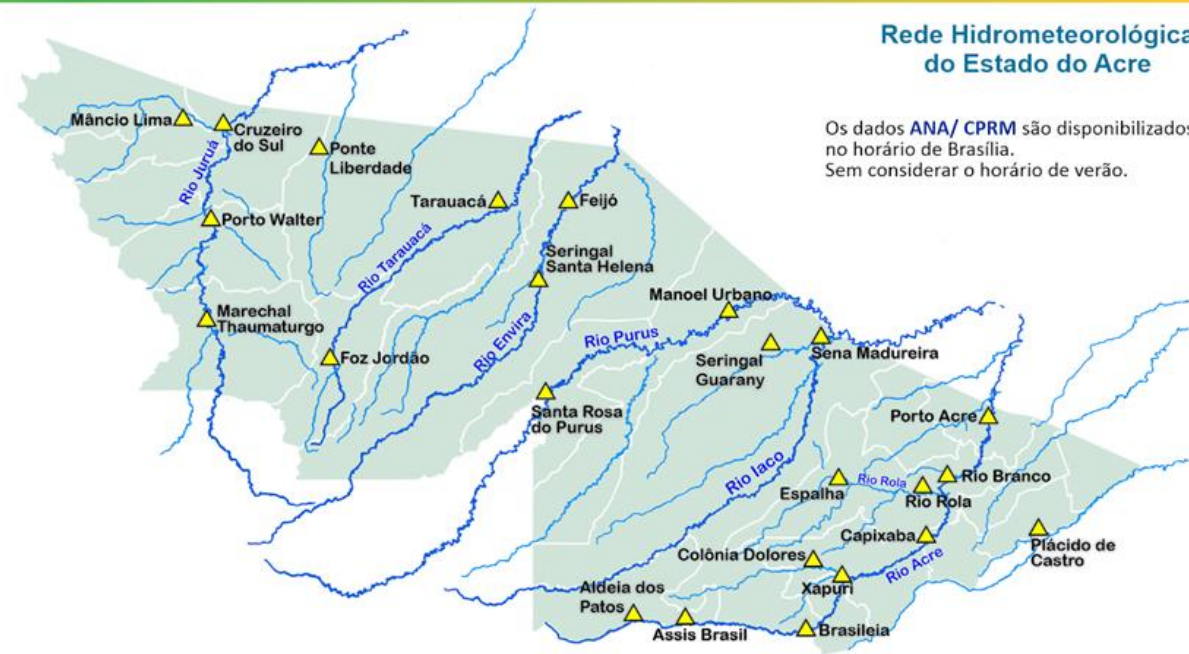 Rede Hidrometeorológica
do Estado do Acre
Os dados ANA/ CPRM são disponibilizados
no horário de Brasília.
Sem considerar o horário de verão.
Mâncio Lima
Cruzeiro
do Sul
Ponte
Liberdade
Rio Juruá
Tarauacá
Feijó
Porto Walter
Rio Tarauacá
Seringal
Santa Helena
Manoel Urbano
Marechal
Thaumaturgo
Rio Envira
Rio Purus
Foz Jordão
Seringal
Guarany
Sena Madureira
Santa Rosa
do Purus
Porto Acre
Rio Iaco
Espalha
Rio Rola
Rio Rola
Rio Branco
Capixaba
Plácido de
Castro
Colônia Dolores
Rio Acre
Xapuri
Aldeia dos
Patos
Assis Brasil
Brasileia